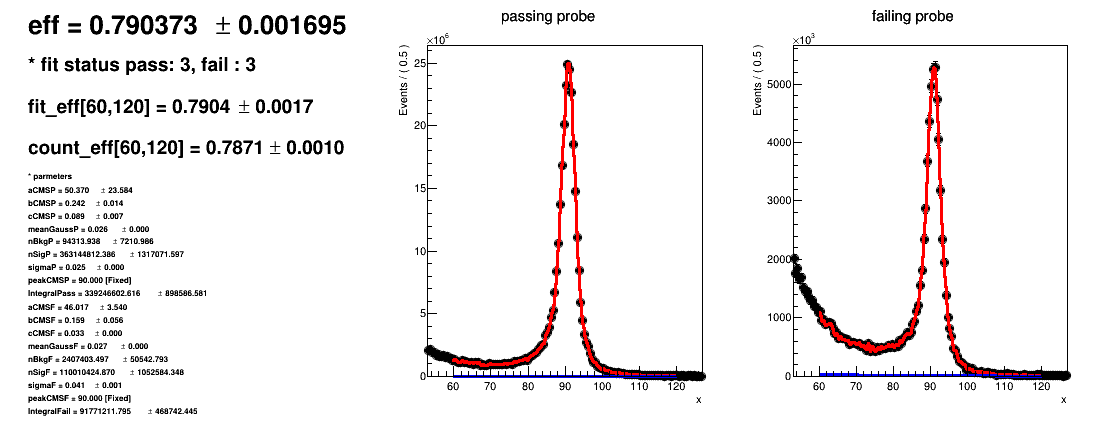 eff = 0.790373 ± 0.001695
* fit status pass: 3, fail : 3
fit_eff[60,120] = 0.7904 ± 0.0017
count_eff[60,120] = 0.7871 ± 0.0010
* parmeters
aCMSP = 50.370 ± 23.584
bCMSP = 0.242 ± 0.014
cCMSP = 0.089 ± 0.007
meanGaussP = 0.026 ± 0.000
nBkgP = 94313.938 ± 7210.986
nSigP = 363144812.386 ± 1317071.597
sigmaP = 0.025 ± 0.000
peakCMSP = 90.000 [Fixed]
IntegralPass = 339246602.616 ± 898586.581
aCMSF = 46.017 ± 3.540
bCMSF = 0.159 ± 0.056
cCMSF = 0.033 ± 0.000
meanGaussF = 0.027 ± 0.000
nBkgF = 2407403.497 ± 50542.793
nSigF = 110010424.870 ± 1052584.348
sigmaF = 0.041 ± 0.001
peakCMSF = 90.000 [Fixed]
IntegralFail = 91771211.795 ± 468742.445
passing probe
×10⁶
Events / ( 0.5 )
25
20
15
10
5
0
60 70 80 90 100 110 120
x
failing probe
×10³
Events / ( 0.5 )
5000
4000
3000
2000
1000
0
60 70 80 90 100 110 120
x